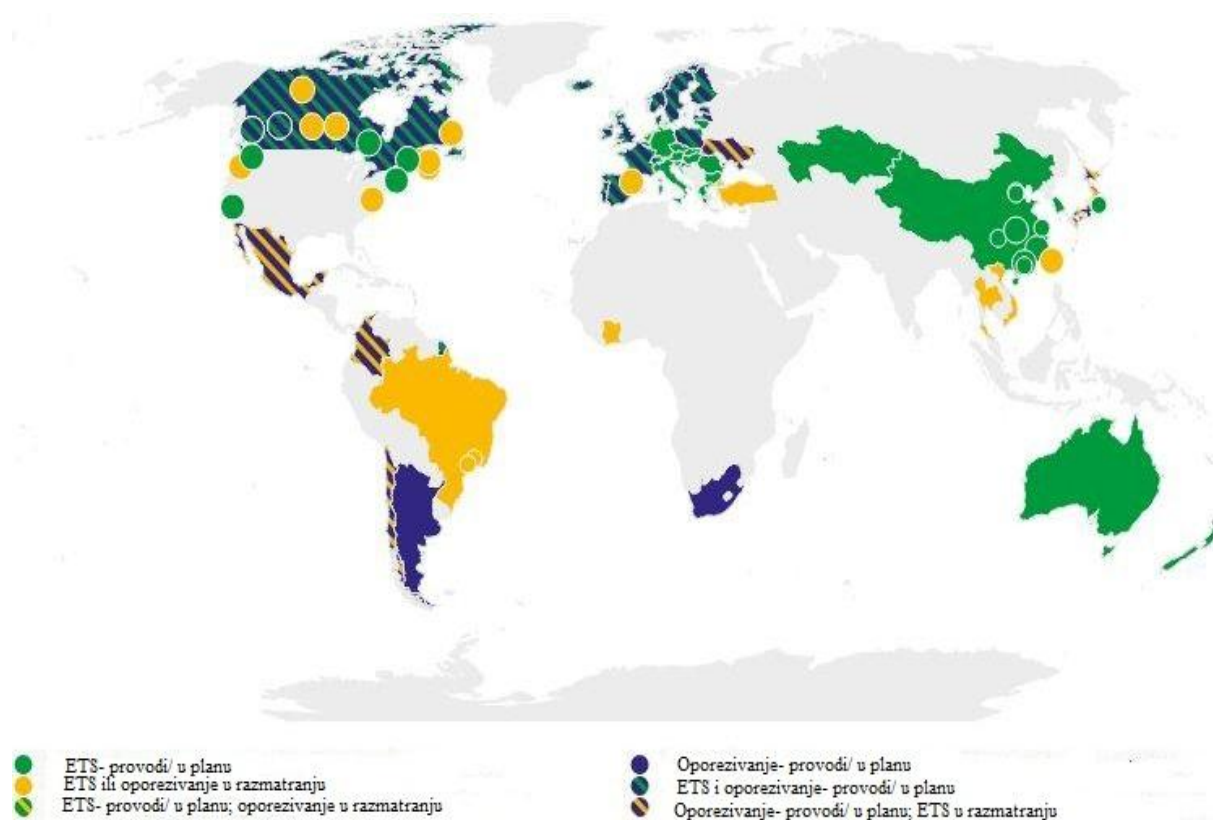 ETS- provodi/ u planu
ETS ili oporezivanje u razmatranju
ETS- provodi/ u planu; oporezivanje u razmatranju
Oporezivanje- provodi/ u planu
ETS i oporezivanje- provodi/ u planu
Oporezivanje- provodi/ u planu; ETS u razmatranju